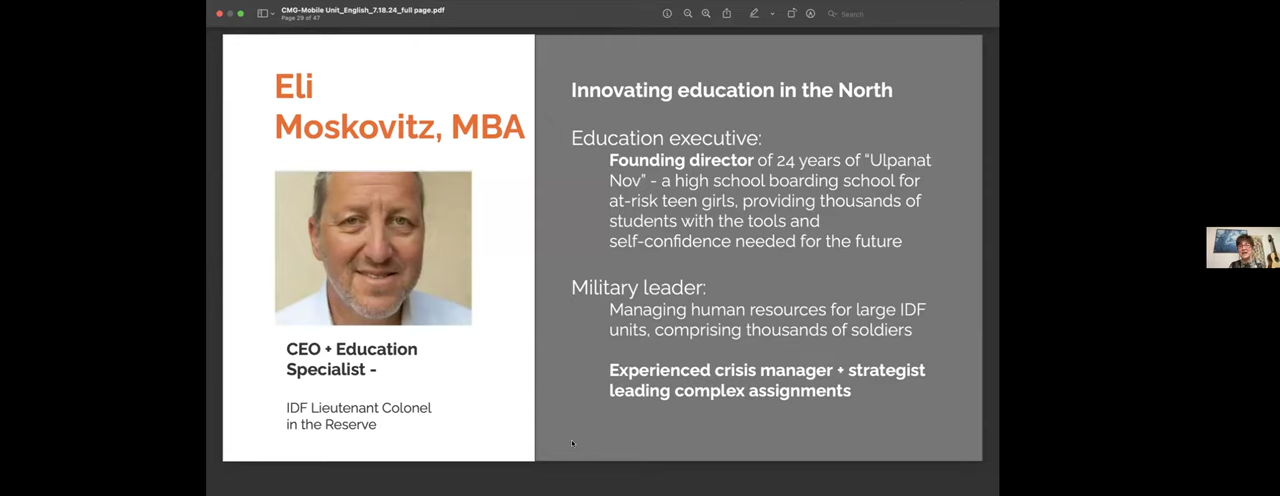 CMG-Mobile Unit_English_7.18.24_full page.pdf
Page 29 of 47
Search
Eli
Moskovitz, MBA
CEO + Education
Specialist -
IDF Lieutenant Colonel
in the Reserve
Innovating education in the North
Education executive:
Founding director of 24 years of “Ulpanat
Nov” - a high school boarding school for
at-risk teen girls, providing thousands of
students with the tools and
self-confidence needed for the future
Military leader:
Managing human resources for large IDF
units, comprising thousands of soldiers
Experienced crisis manager + strategist
leading complex assignments